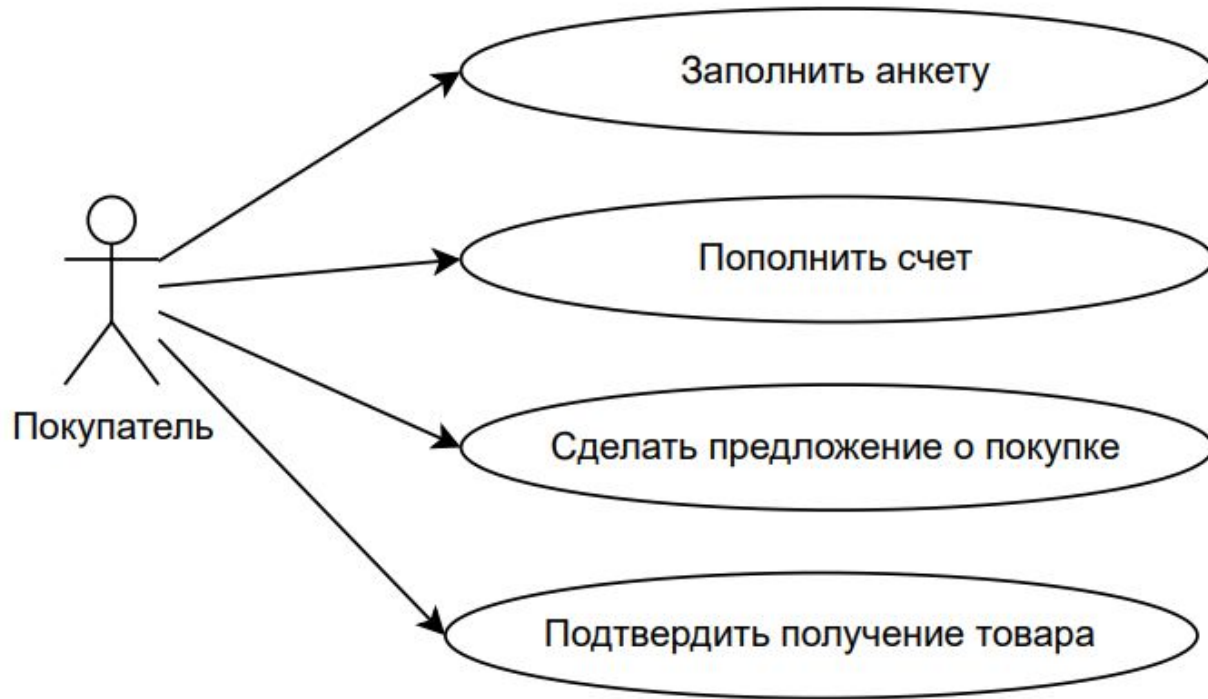 Заполнить анкету
Пополнить счет
Покупатель
Сделать предложение о покупке
Подтвердить получение товара